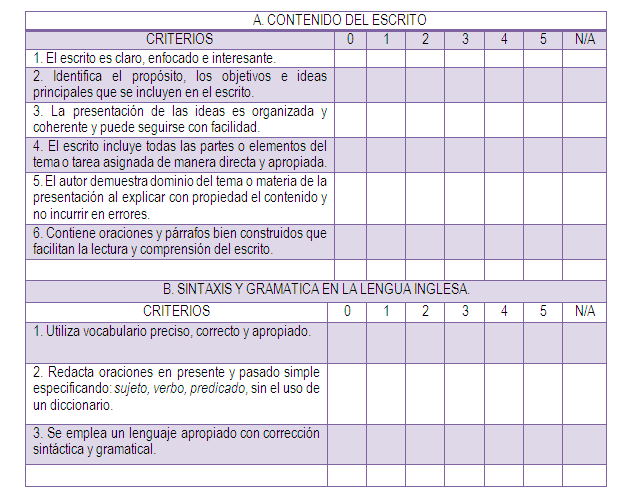 A. CONTENIDO DEL ESCRITO
CRITERIOS 0 1 2 3 4 5 N/A
1. El escrito es claro, enfocado e interesante.
2. Identifica el propósito, los objetivos e ideas
principales que se incluyen en el escrito.
3. La presentación de las ideas es organizada y
coherente y puede seguirse con facilidad.
4. El escrito incluye todas las partes o elementos del
tema o tarea asignada de manera directa y apropiada.
5. El autor demuestra dominio del tema o materia de la
presentación al explicar con propiedad el contenido y
no incurrir en errores.
6. Contiene oraciones y párrafos bien construidos que
facilitan la lectura y comprensión del escrito.
B. SINTAXIS Y GRAMATICA EN LA LENGUA INGLESA.
CRITERIOS 0 1 2 3 4 5 N/A
1. Utiliza vocabulario preciso, correcto y apropiado.
2. Redacta oraciones en presente y pasado simple
especificando: sujeto, verbo, predicado, sin el uso de
un diccionario.
3. Se emplea un lenguaje apropiado con corrección
sintáctica y gramatical.